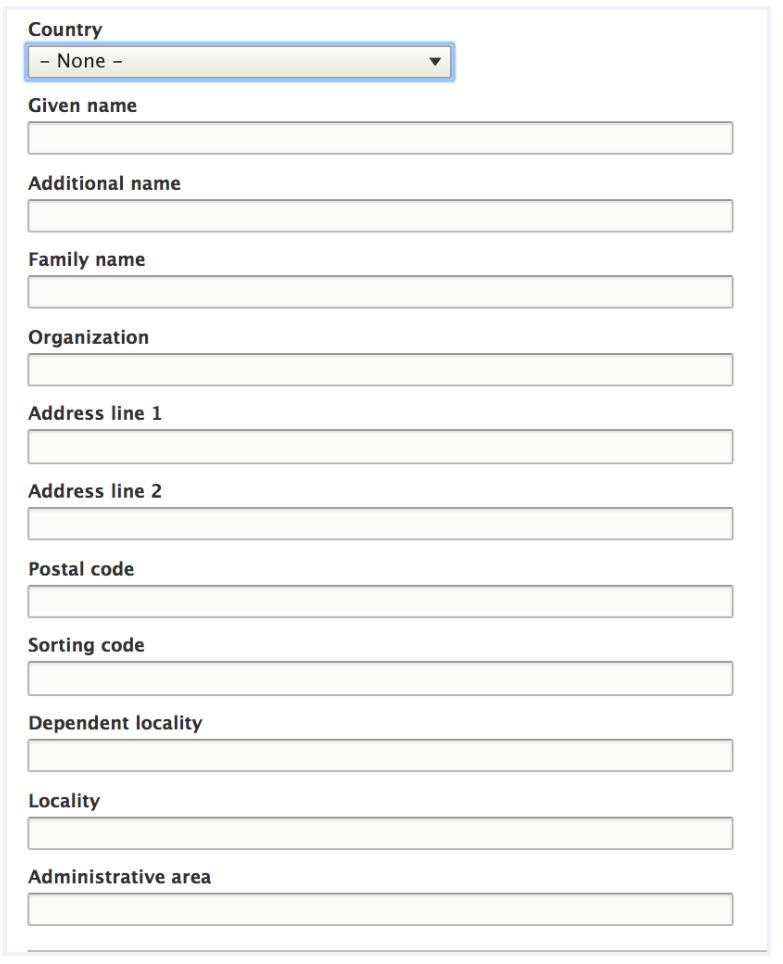 Country
- None -
Given name
Additional name
Family name
Organization
Address line 1
Address line 2
Postal code
Sorting code
Dependent locality
Locality
Administrative area